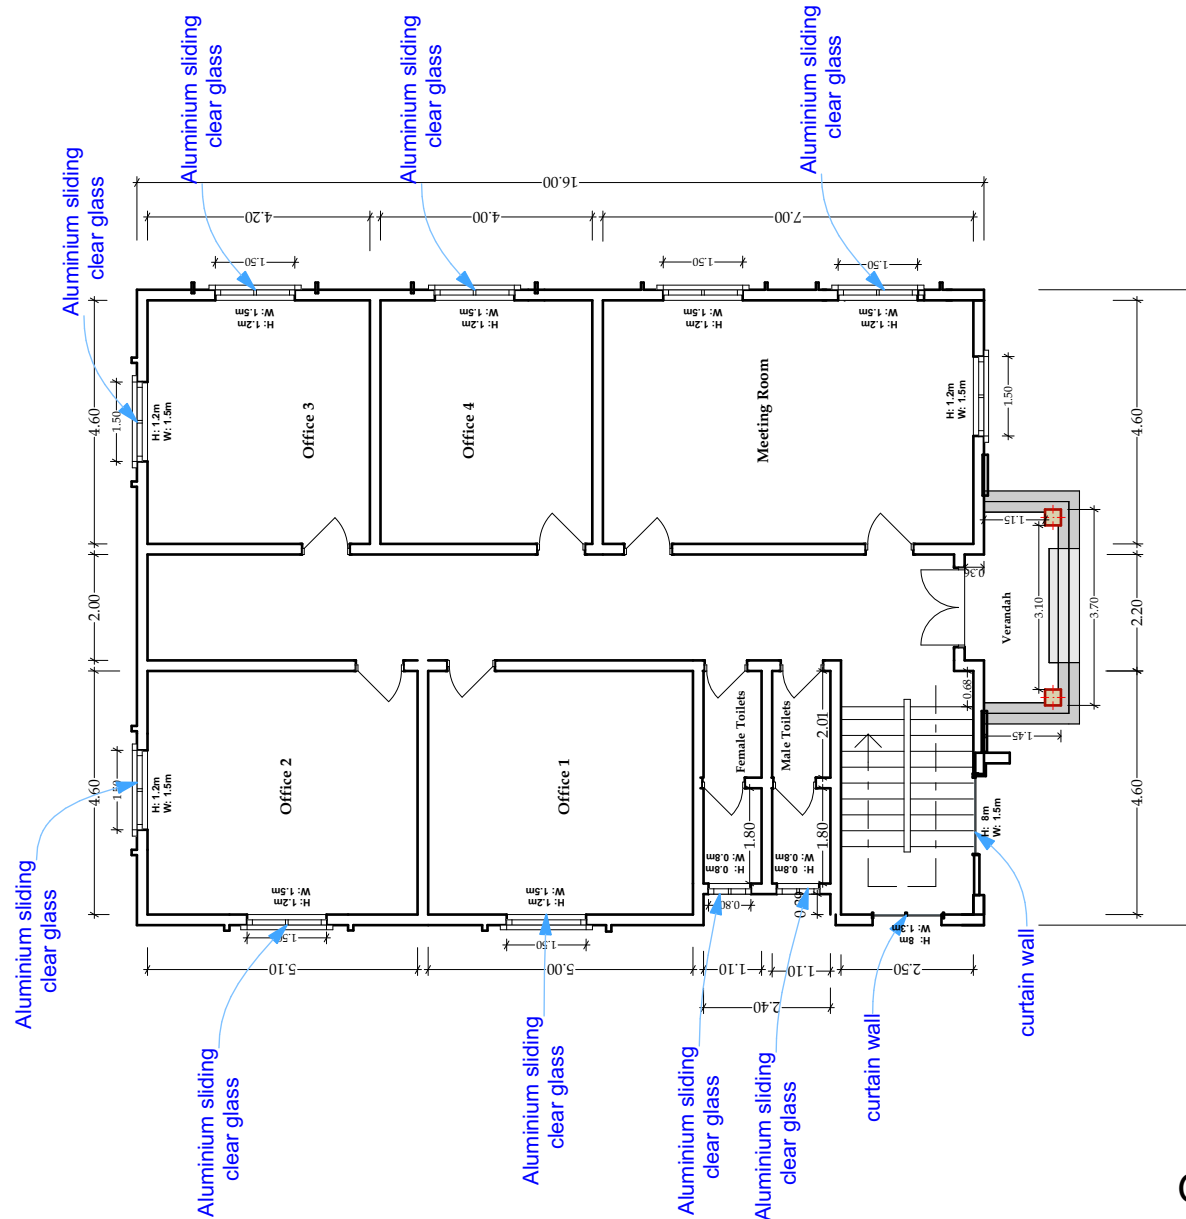 Aluminium sliding
clear glass
Aluminium sliding
clear glass
Aluminium sliding
clear glass
Aluminium sliding
clear glass
16.00
4.20
4.00
7.00
1.50
1.50
1.50
H: 1.2m
W: 1.5m
H: 1.2m
W: 1.5m
H: 1.2m
W: 1.5m
H: 1.2m
W: 1.5m
4.60
1.50
H: 1.2m
W: 1.5m
Office 3
Office 4
Meeting Room
H: 1.2m
W: 1.5m
1.50
4.60
2.00
1.15
0.36
Verandah
3.10
3.70
2.20
0.68
1.45
4.60
1.50
H: 1.2m
W: 1.5m
Office 2
Office 1
Female Toilets
Male Toilets
2.01
1.80
1.80
H: 8m
W: 1.5m
4.60
H: 1.2m
W: 1.5m
H: 1.2m
W: 1.5m
H: 0.8m
W: 0.8m
H: 0.8m
W: 0.8m
H: 8m
W: 1.3m
1.50
1.50
0.80
5.10
5.00
1.10
1.10
2.50
2.40
Aluminium sliding
clear glass
Aluminium sliding
clear glass
Aluminium sliding
clear glass
Aluminium sliding
clear glass
Aluminium sliding
clear glass
curtain wall
curtain wall